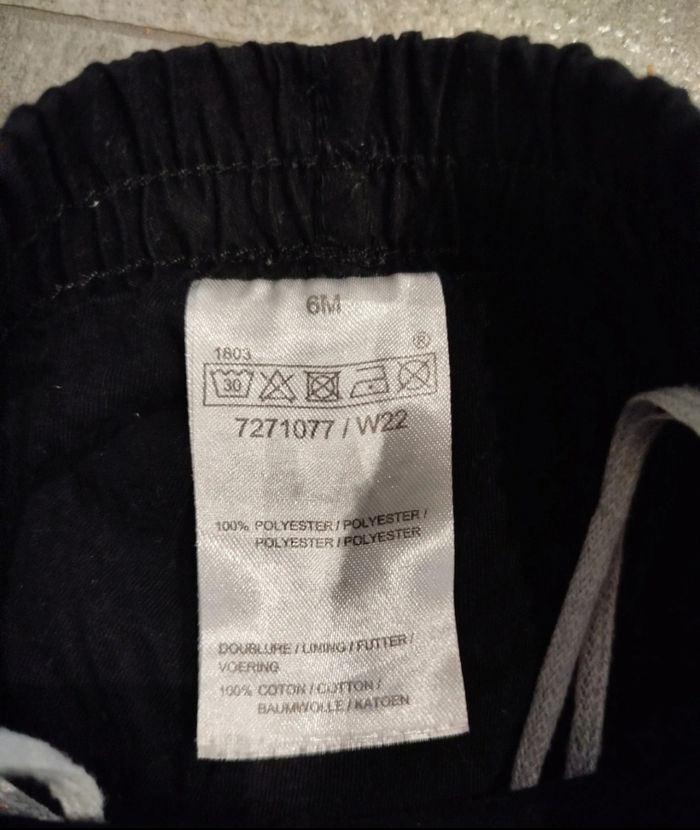 6M
®
1803
30
7271077 / W22
100% POLYESTER / POLYESTER /
POLYESTER / POLYESTER
DOUBLURE / LINING / FUTTER /
VOERING
100% COTON / COTTON /
BAUMWOLLE / KATOEN